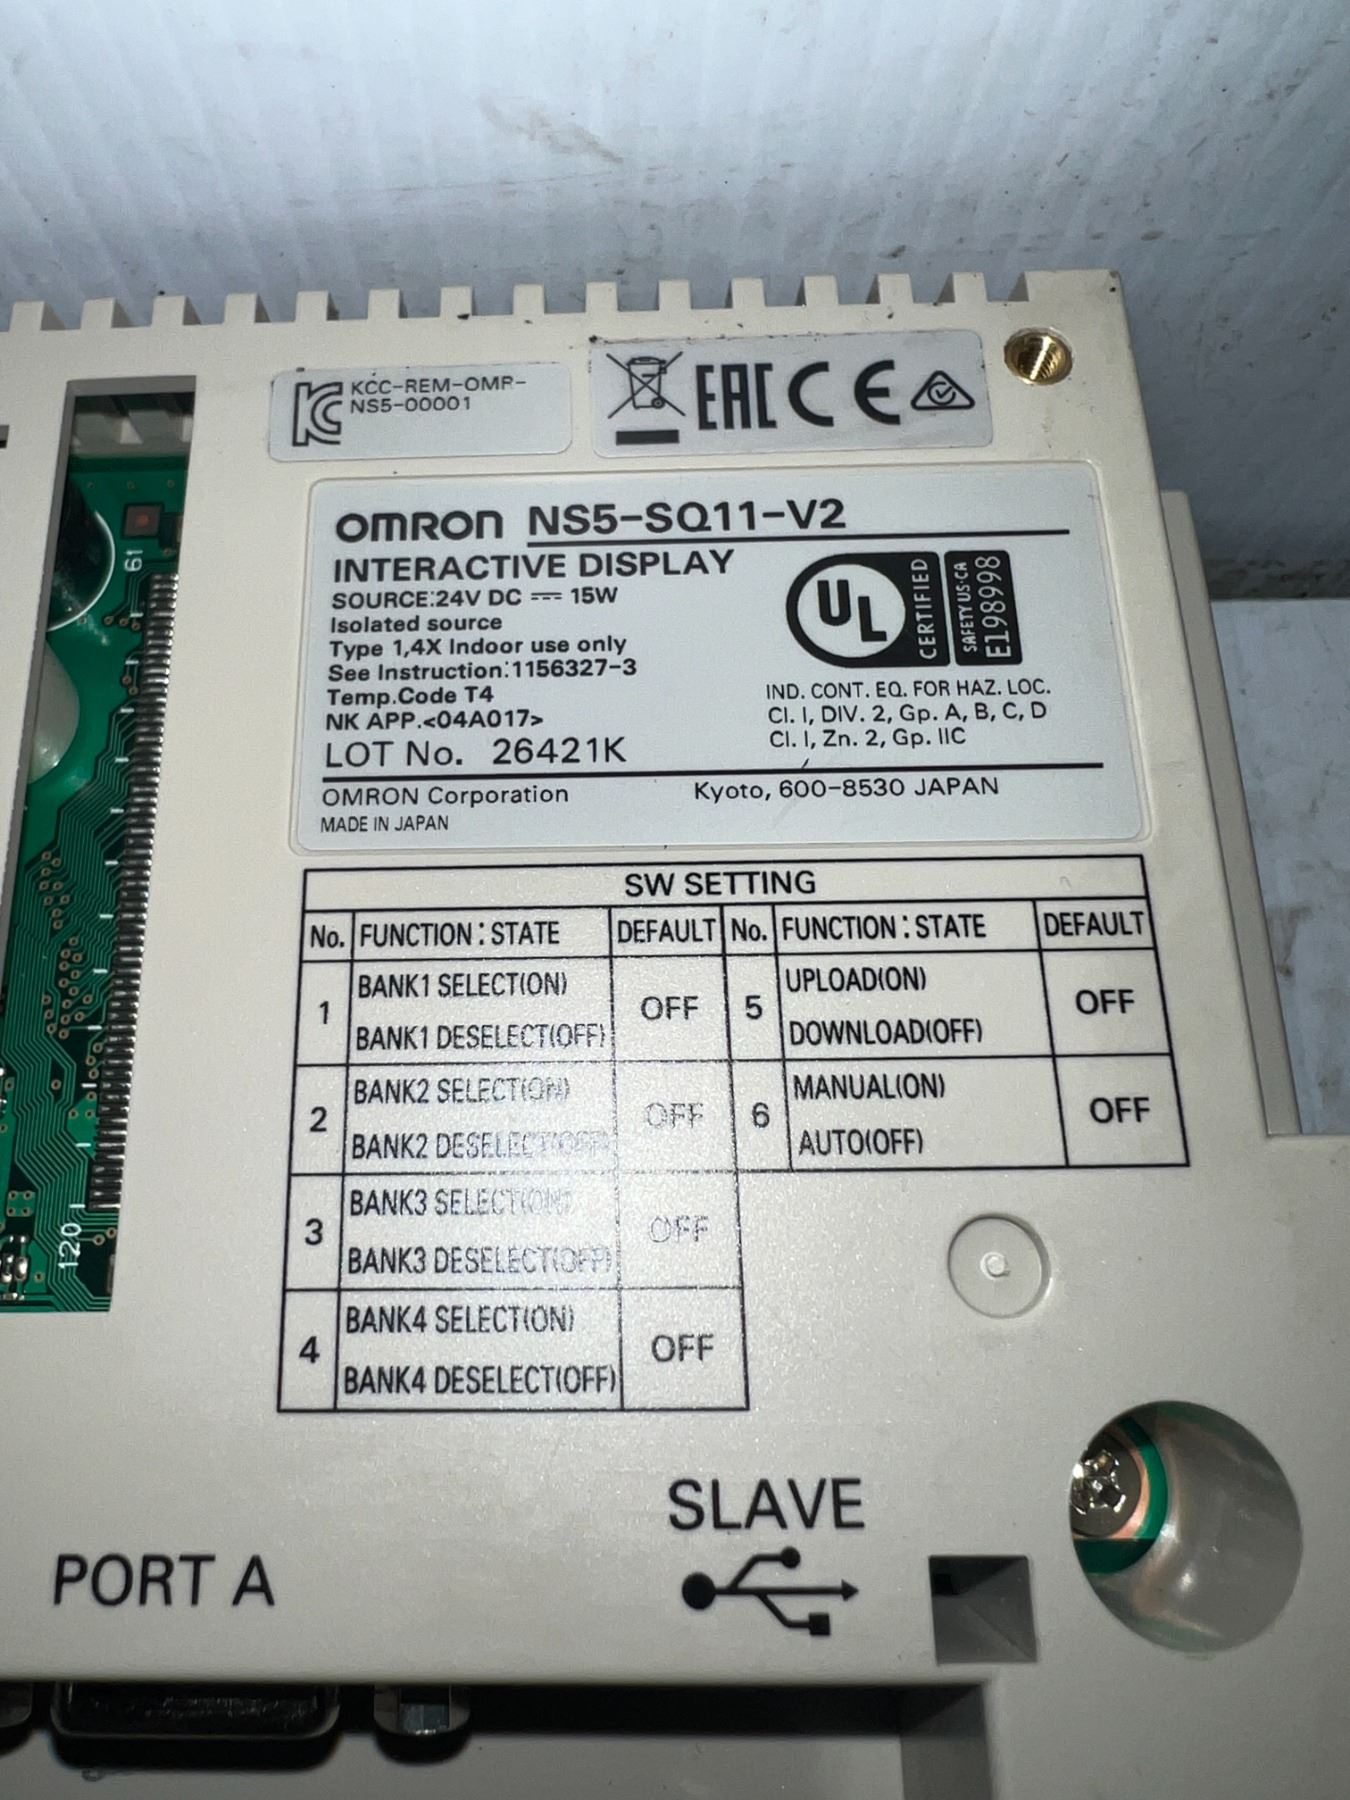 KCC-REM-OMR-
NS5-00001
EAC CE
OMRON NS5-SQ11-V2
INTERACTIVE DISPLAY
SOURCE:24V DC 15W
Isolated source
Type 1,4X Indoor use only
See Instruction:1156327-3
Temp.Code T4
NK APP.<04A017>
LOT No. 26421K
UL CERTIFIED
SAFETY US·CA
E198998
IND. CONT. EQ. FOR HAZ. LOC.
Cl. I, DIV. 2, Gp. A, B, C, D
Cl. I, Zn. 2, Gp. IIC
OMRON Corporation Kyoto, 600-8530 JAPAN
MADE IN JAPAN
61
120
SW SETTING
No. FUNCTION:STATE DEFAULT No. FUNCTION:STATE DEFAULT
1 BANK1 SELECT(ON) OFF 5 UPLOAD(ON) OFF
BANK1 DESELECT(OFF) DOWNLOAD(OFF)
2 BANK2 SELECT(ON) OFF 6 MANUAL(ON) OFF
BANK2 DESELECT(OFF) AUTO(OFF)
3 BANK3 SELECT(ON) OFF
BANK3 DESELECT(OFF)
4 BANK4 SELECT(ON) OFF
BANK4 DESELECT(OFF)
SLAVE
PORT A